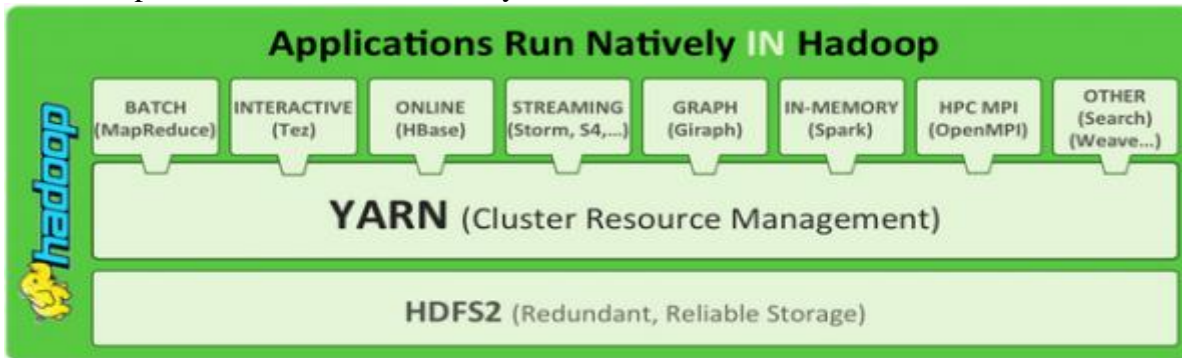 Applications Run Natively IN Hadoop
hadoop
BATCH
(MapReduce)
INTERACTIVE
(Tez)
ONLINE
(HBase)
STREAMING
(Storm, S4,...)
GRAPH
(Giraph)
IN-MEMORY
(Spark)
HPC MPI
(OpenMPI)
OTHER
(Search)
(Weave...)
YARN (Cluster Resource Management)
HDFS2 (Redundant, Reliable Storage)